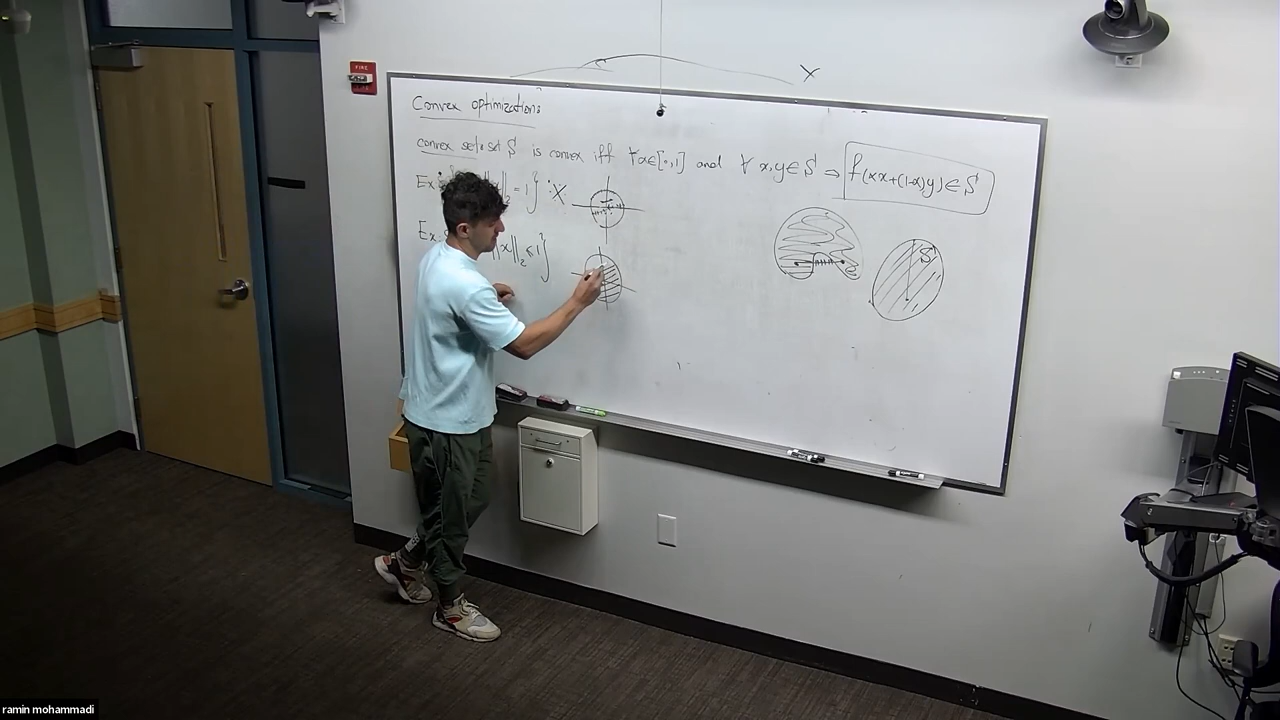 FIRE
X
Convex optimizations
convex set: set S is convex iff ∀α∈[0,1] and ∀ x,y∈S ⇒ f(αx+(1-α)y)∈S
Ex: = 1} : X
Ex: ||x||₂ ≤ 1}
S
ramin mohammadi